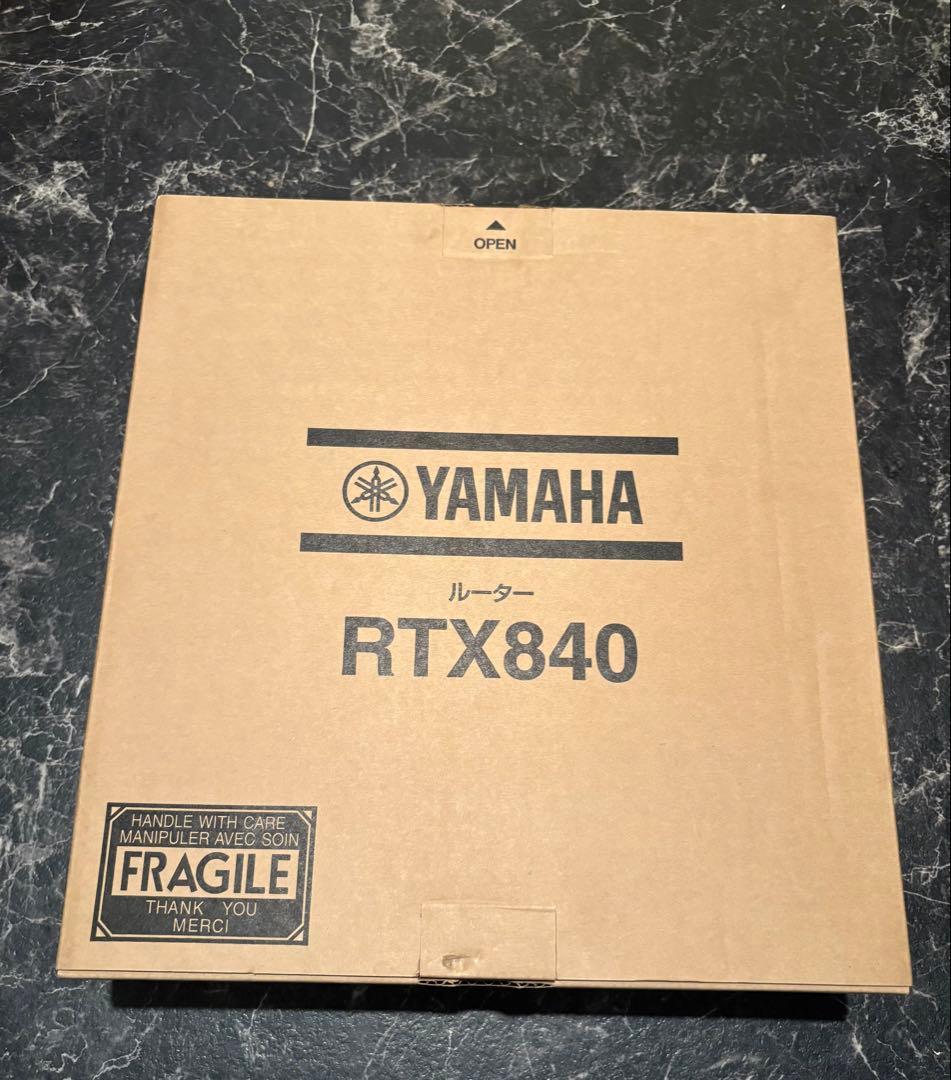 OPEN
YAMAHA
ルーター
RTX840
HANDLE WITH CARE
MANIPULER AVEC SOIN
FRAGILE
THANK YOU
MERCI